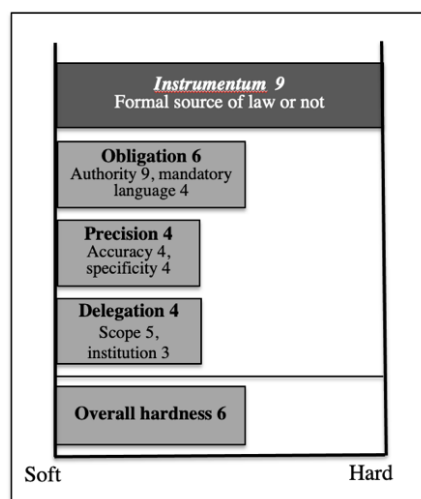 Instrumentum 9
Formal source of law or not
Obligation 6
Authority 9, mandatory
language 4
Precision 4
Accuracy 4,
specificity 4
Delegation 4
Scope 5,
institution 3
Overall hardness 6
Soft
Hard